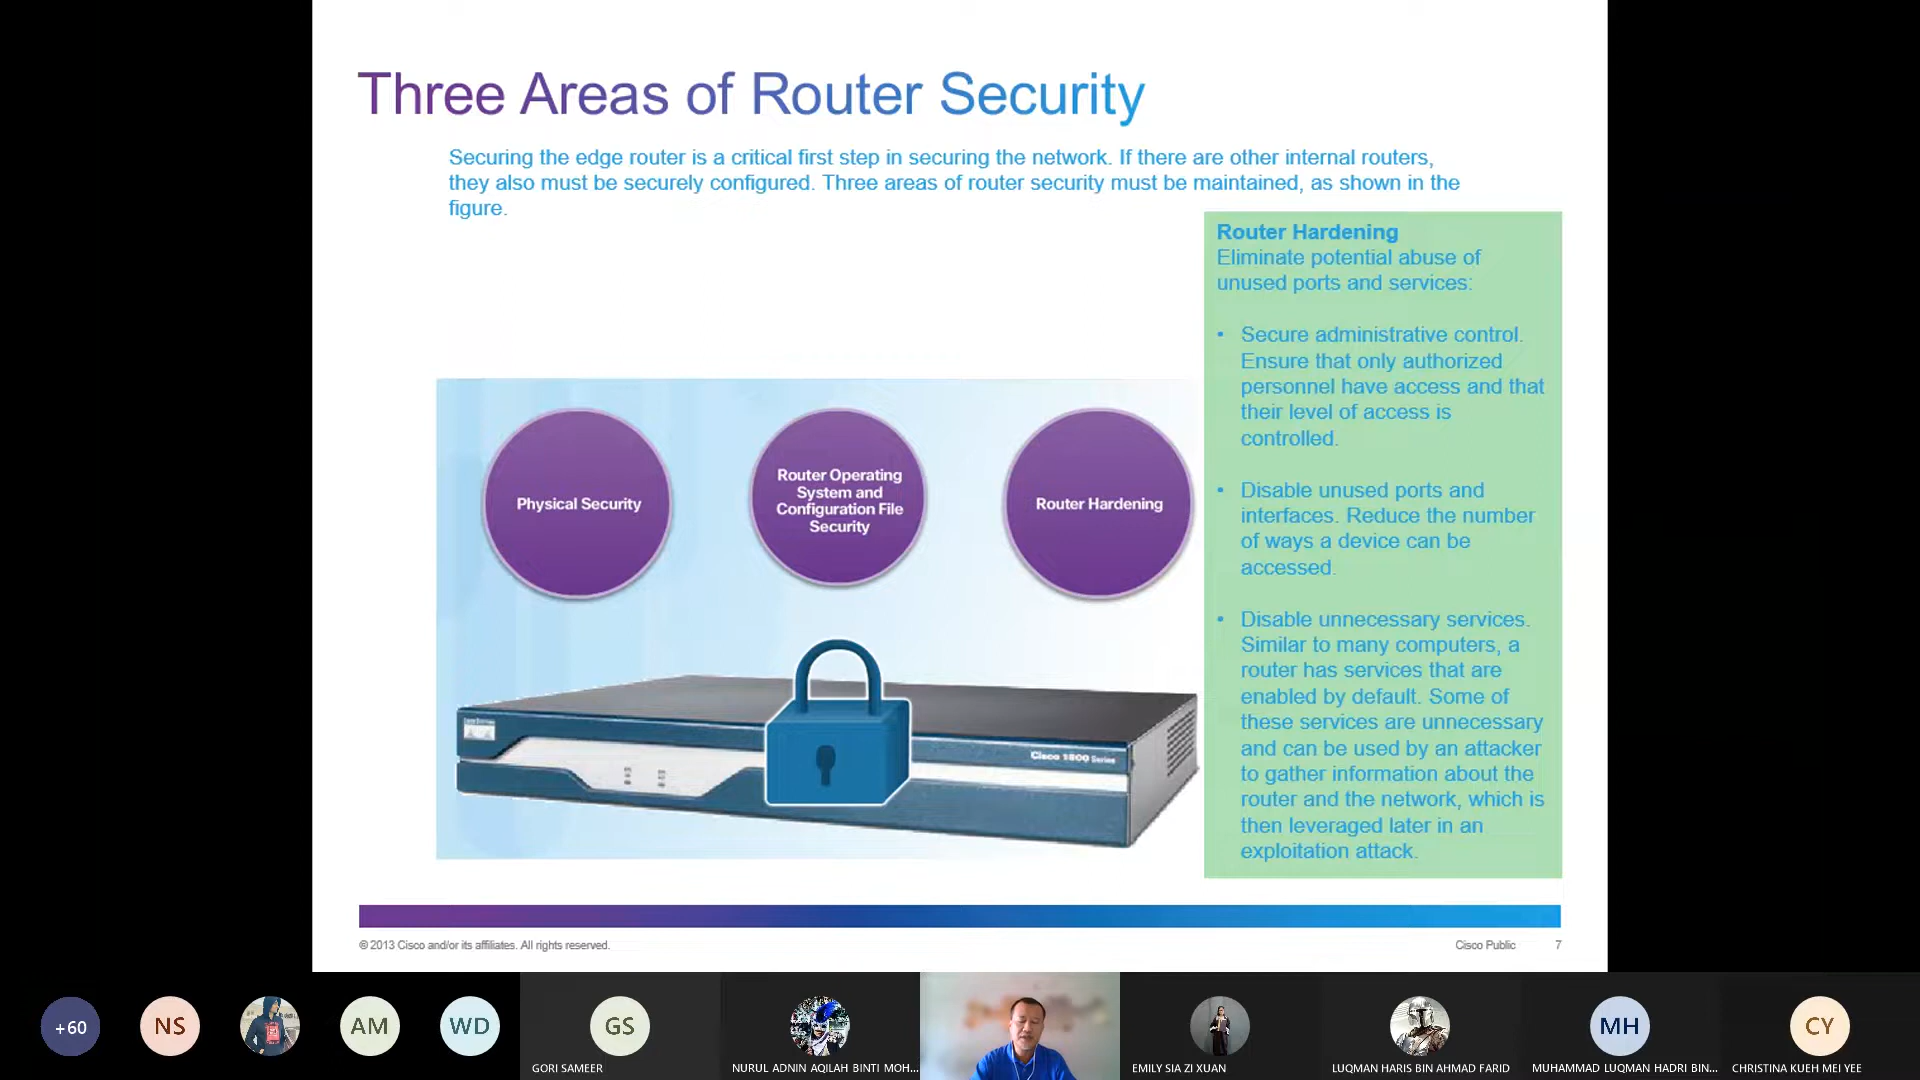 Three Areas of Router Security
Securing the edge router is a critical first step in securing the network. If there are other internal routers,
they also must be securely configured. Three areas of router security must be maintained, as shown in the
figure.
Router Hardening
Eliminate potential abuse of
unused ports and services:
• Secure administrative control.
Ensure that only authorized
personnel have access and that
their level of access is
controlled.
• Disable unused ports and
interfaces. Reduce the number
of ways a device can be
accessed.
• Disable unnecessary services.
Similar to many computers, a
router has services that are
enabled by default. Some of
these services are unnecessary
and can be used by an attacker
to gather information about the
router and the network, which is
then leveraged later in an
exploitation attack.
Physical Security
Router Operating
System and
Configuration File
Security
Router Hardening
Cisco 1800 Series
© 2013 Cisco and/or its affiliates. All rights reserved.
Cisco Public
7
+60
NS
AM
WD
GS
GORI SAMEER
NURUL ADNIN AQILAH BINTI MOH...
EMILY SIA ZI XUAN
LUQMAN HARIS BIN AHMAD FARID
MH
MUHAMMAD LUQMAN HADRI BIN...
CY
CHRISTINA KUEH MEI YEE